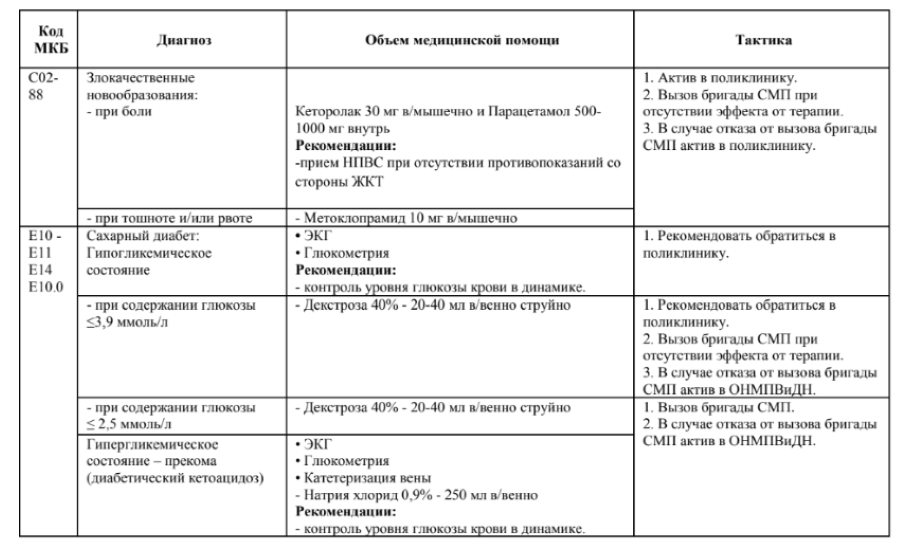 Код
МКБ
Диагноз
Объем медицинской помощи
Тактика
C02-
88
Злокачественные
новообразования:
- при боли
Кеторолак 30 мг в/мышечно и Парацетамол 500-
1000 мг внутрь
Рекомендации:
-прием НПВС при отсутствии противопоказаний со
стороны ЖКТ
1. Актив в поликлинику.
2. Вызов бригады СМП при
отсутствии эффекта от терапии.
3. В случае отказа от вызова бригады
СМП актив в поликлинику.
- при тошноте и/или рвоте
- Метоклопрамид 10 мг в/мышечно
E10 -
E11
E14
E10.0
Сахарный диабет:
Гипогликемическое
состояние
• ЭКГ
• Глюкометрия
Рекомендации:
- контроль уровня глюкозы крови в динамике.
1. Рекомендовать обратиться в
поликлинику.
- при содержании глюкозы
≤3,9 ммоль/л
- Декстроза 40% - 20-40 мл в/венно струйно
1. Рекомендовать обратиться в
поликлинику.
2. Вызов бригады СМП при
отсутствии эффекта от терапии.
3. В случае отказа от вызова бригады
СМП актив в ОНМПВиДН.
- при содержании глюкозы
≤ 2,5 ммоль/л
- Декстроза 40% - 20-40 мл в/венно струйно
1. Вызов бригады СМП.
2. В случае отказа от вызова бригады
СМП актив в ОНМПВиДН.
Гипергликемическое
состояние – прекома
(диабетический кетоацидоз)
• ЭКГ
• Глюкометрия
• Катетеризация вены
- Натрия хлорид 0,9% - 250 мл в/венно
Рекомендации:
- контроль уровня глюкозы крови в динамике.